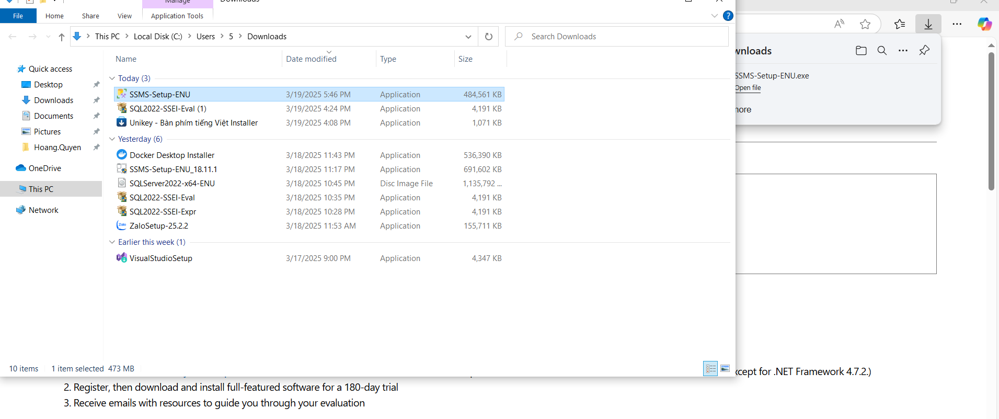 Manage
Downloads
File
Home
Share
View
Application Tools
This PC
Local Disk (C:)
Users
5
Downloads
Search Downloads
Name
Date modified
Type
Size
Quick access
Desktop
Downloads
Documents
Pictures
Hoang.Quyen
OneDrive
This PC
Network
Today (3)
SSMS-Setup-ENU 3/19/2025 5:46 PM Application 484,561 KB
SQL2022-SSEI-Eval (1) 3/19/2025 4:24 PM Application 4,191 KB
Unikey - Bàn phím tiếng Việt Installer 3/19/2025 4:08 PM Application 1,071 KB
Yesterday (6)
Docker Desktop Installer 3/18/2025 11:43 PM Application 536,390 KB
SSMS-Setup-ENU_18.11.1 3/18/2025 11:17 PM Application 691,602 KB
SQLServer2022-x64-ENU 3/18/2025 10:45 PM Disc Image File 1,135,792 ...
SQL2022-SSEI-Eval 3/18/2025 10:35 PM Application 4,191 KB
SQL2022-SSEI-Expr 3/18/2025 10:28 PM Application 4,191 KB
ZaloSetup-25.2.2 3/18/2025 11:53 AM Application 155,711 KB
Earlier this week (1)
VisualStudioSetup 3/17/2025 9:00 PM Application 4,347 KB
10 items
1 item selected 473 MB
wnloads
SSMS-Setup-ENU.exe
Open file
nore
xcept for .NET Framework 4.7.2.)
2. Register, then download and install full-featured software for a 180-day trial
3. Receive emails with resources to guide you through your evaluation